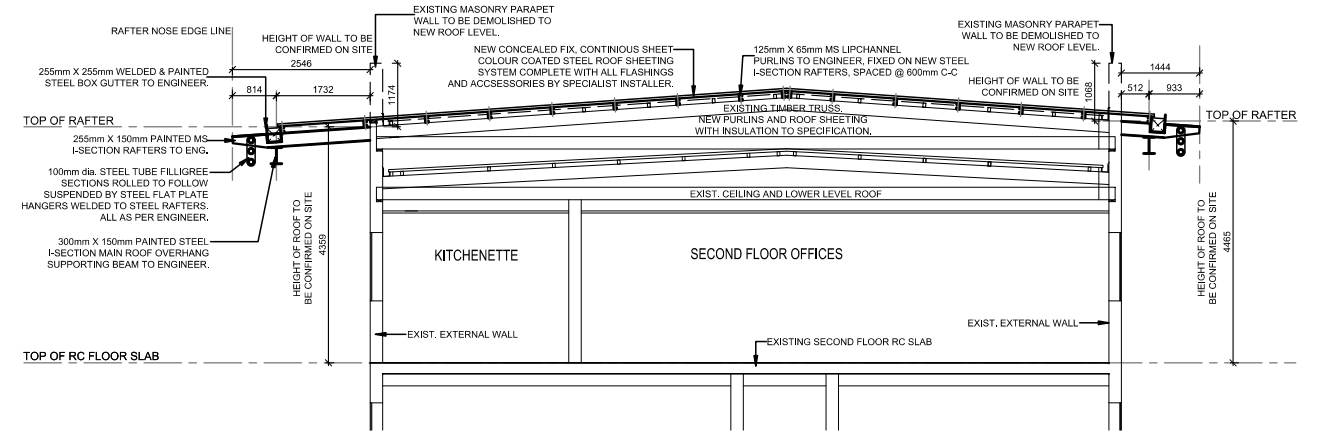 RAFTER NOSE EDGE LINE
HEIGHT OF WALL TO BE
CONFIRMED ON SITE
2546
814
1732
1174
255mm X 255mm WELDED & PAINTED
STEEL BOX GUTTER TO ENGINEER.
TOP OF RAFTER
255mm X 150mm PAINTED MS
I-SECTION RAFTERS TO ENG.
100mm dia. STEEL TUBE FILLIGREE
SECTIONS ROLLED TO FOLLOW
SUSPENDED BY STEEL FLAT PLATE
HANGERS WELDED TO STEEL RAFTERS.
ALL AS PER ENGINEER.
300mm X 150mm PAINTED STEEL
I-SECTION MAIN ROOF OVERHANG
SUPPORTING BEAM TO ENGINEER.
HEIGHT OF ROOF TO
BE CONFIRMED ON SITE
4359
TOP OF RC FLOOR SLAB
EXISTING MASONRY PARAPET
WALL TO BE DEMOLISHED TO
NEW ROOF LEVEL.
NEW CONCEALED FIX, CONTINIOUS SHEET
COLOUR COATED STEEL ROOF SHEETING
SYSTEM COMPLETE WITH ALL FLASHINGS
AND ACCSESSORIES BY SPECIALIST INSTALLER.
125mm X 65mm MS LIPCHANNEL
PURLINS TO ENGINEER, FIXED ON NEW STEEL
I-SECTION RAFTERS, SPACED @ 600mm C-C
EXISTING TIMBER TRUSS.
NEW PURLINS AND ROOF SHEETING
WITH INSULATION TO SPECIFICATION.
EXIST. CEILING AND LOWER LEVEL ROOF
KITCHENETTE
SECOND FLOOR OFFICES
EXIST. EXTERNAL WALL
EXIST. EXTERNAL WALL
EXISTING SECOND FLOOR RC SLAB
EXISTING MASONRY PARAPET
WALL TO BE DEMOLISHED TO
NEW ROOF LEVEL.
HEIGHT OF WALL TO BE
CONFIRMED ON SITE
1068
1444
512
933
TOP OF RAFTER
HEIGHT OF ROOF TO
BE CONFIRMED ON SITE
4465